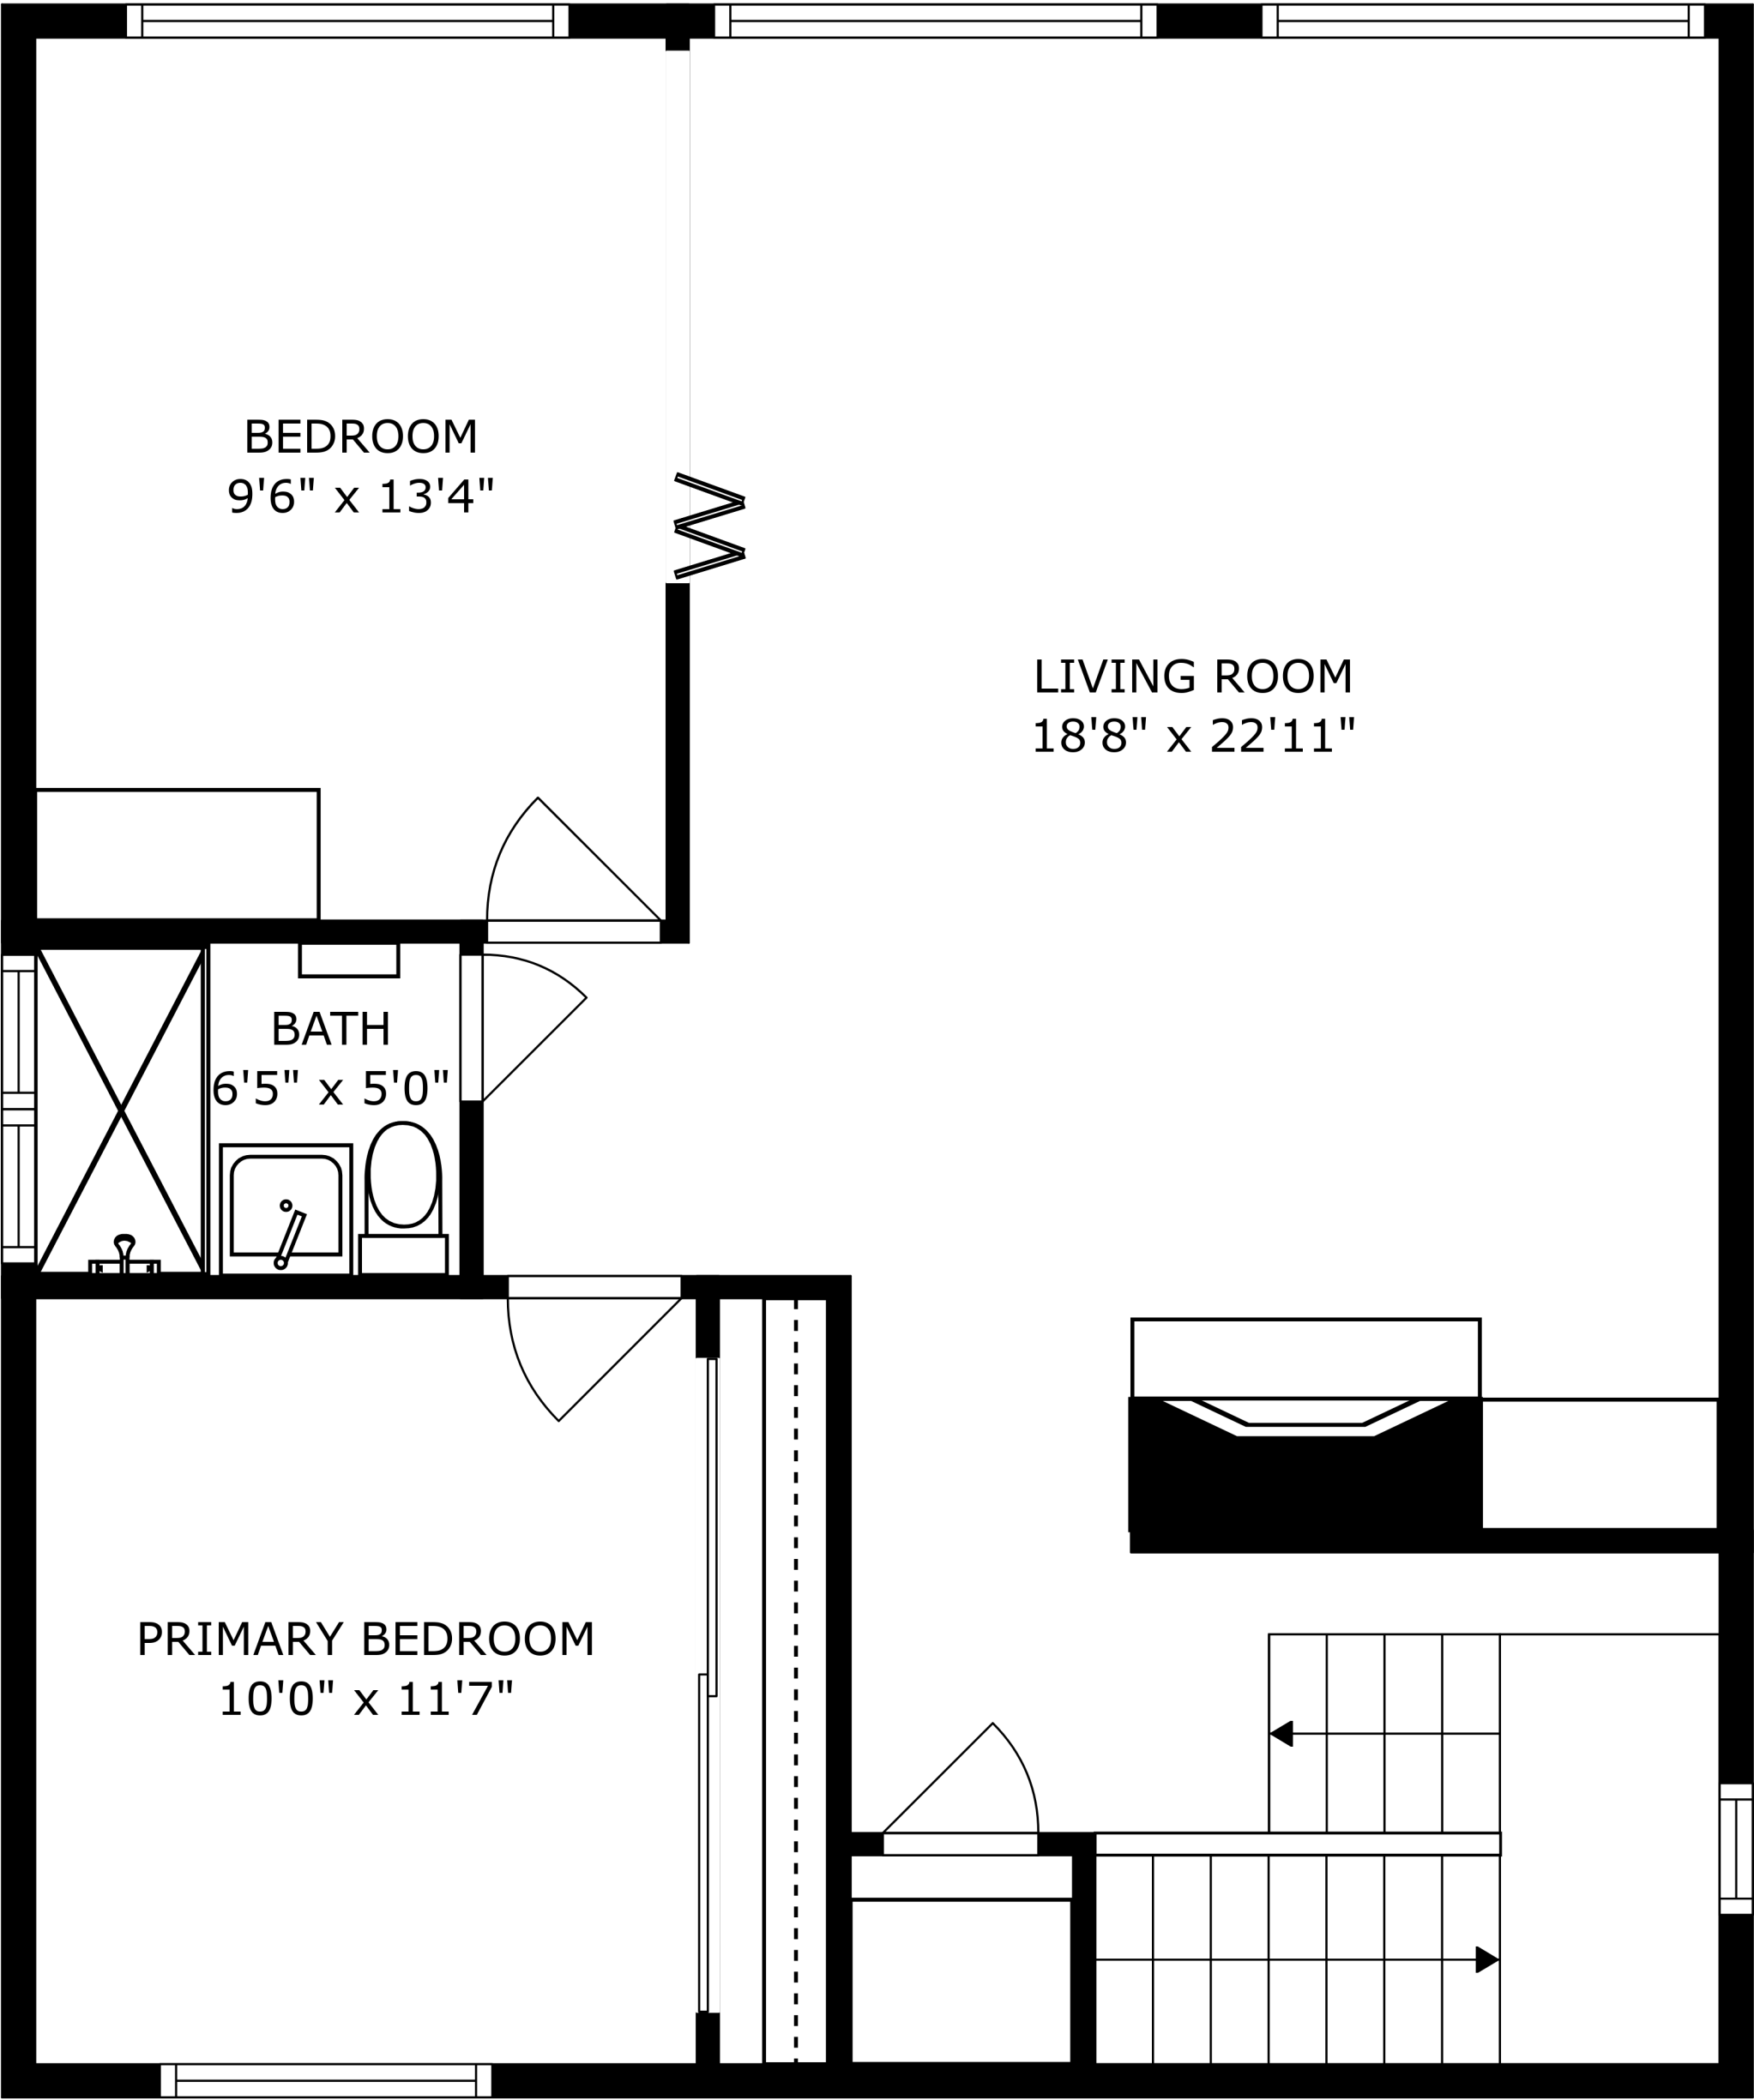 BEDROOM
9'6" x 13'4"
LIVING ROOM
18'8" x 22'11"
BATH
6'5" x 5'0"
PRIMARY BEDROOM
10'0" x 11'7"